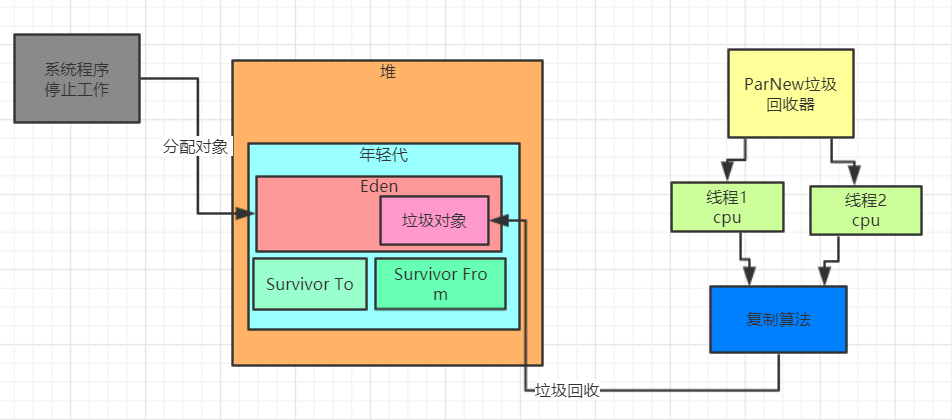 系统程序
停止工作
分配对象
堆
年轻代
Eden
垃圾对象
Survivor To
Survivor Fro
m
ParNew垃圾
回收器
线程1
cpu
线程2
cpu
复制算法
垃圾回收